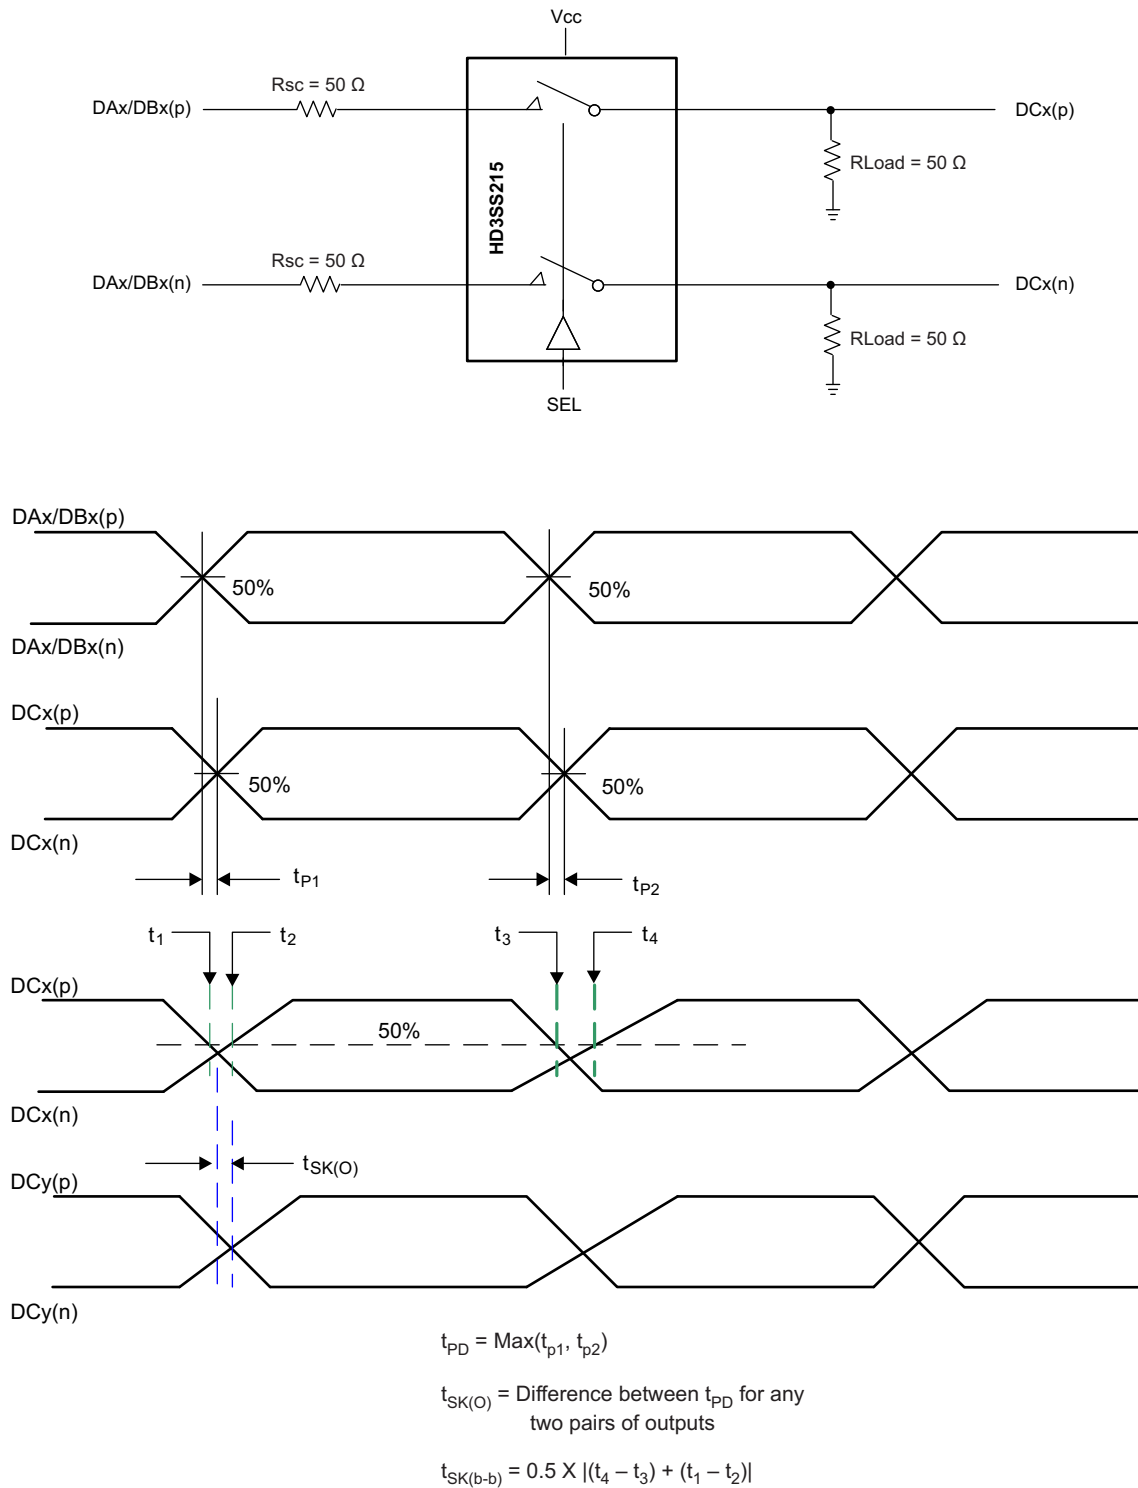 Vcc
Rsc = 50 Ω
DAx/DBx(p)
DCx(p)
RLoad = 50 Ω
HD3SS215
Rsc = 50 Ω
DAx/DBx(n)
DCx(n)
RLoad = 50 Ω
SEL
DAx/DBx(p)
50%
50%
DAx/DBx(n)
DCx(p)
50%
50%
DCx(n)
tP1
tP2
t1
t2
t3
t4
DCx(p)
50%
DCx(n)
tSK(O)
DCy(p)
DCy(n)
tPD = Max(tp1, tp2)
tSK(O) = Difference between tPD for any
two pairs of outputs
tSK(b-b) = 0.5 X |(t4 – t3) + (t1 – t2)|